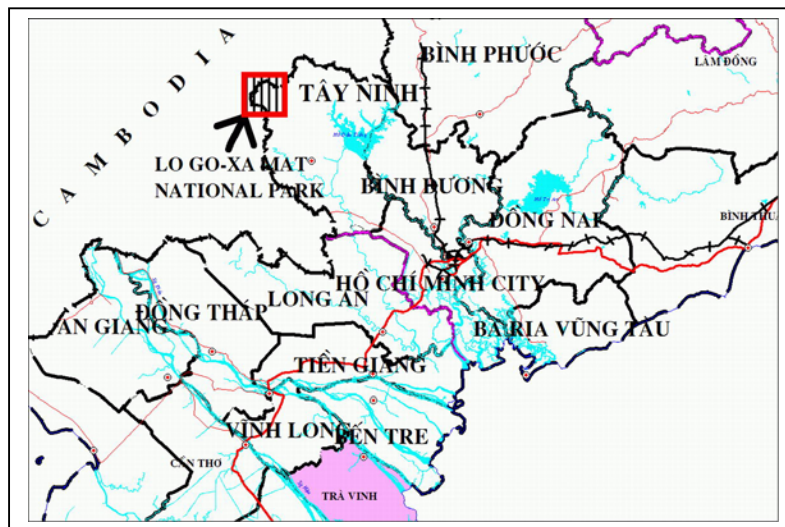 CAMBODIA
BÌNH PHƯỚC
LÂM ĐỒNG
TÂY NINH
LO GO-XA MAT
NATIONAL PARK
BÌNH DƯƠNG
ĐỒNG NAI
BÌNH THUẬ
HỒ CHÍ MINH CITY
LONG AN
ĐỒNG THÁP
AN GIANG
BÀ RIA VŨNG TÀU
TIỀN GIANG
VĨNH LONG
BẾN TRE
CẦN THƠ
TRÀ VINH